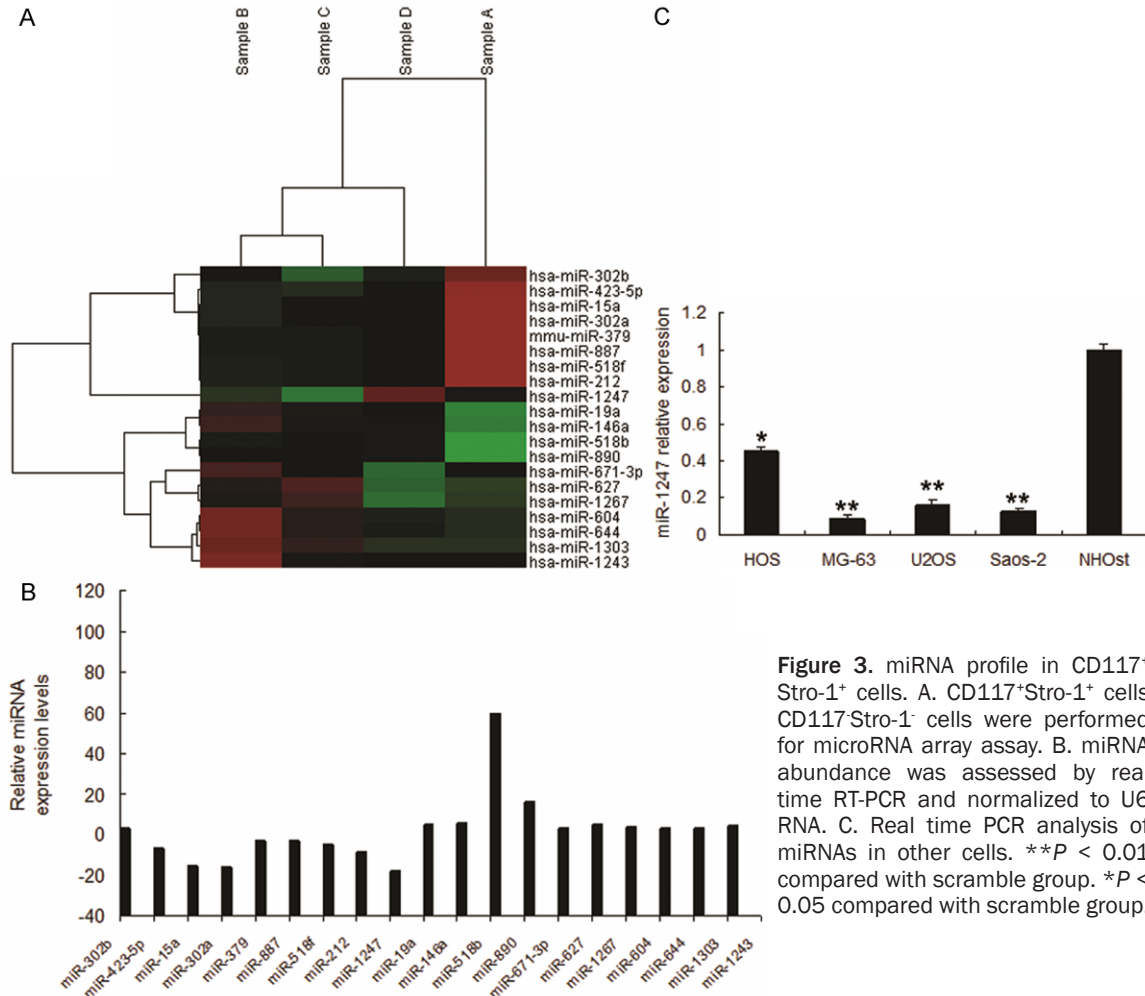 A
Sample B
Sample C
Sample D
Sample A
hsa-miR-302b
hsa-miR-423-5p
hsa-miR-15a
hsa-miR-302a
mmu-miR-379
hsa-miR-887
hsa-miR-518f
hsa-miR-212
hsa-miR-1247
hsa-miR-19a
hsa-miR-146a
hsa-miR-518b
hsa-miR-890
hsa-miR-671-3p
hsa-miR-627
hsa-miR-1267
hsa-miR-604
hsa-miR-644
hsa-miR-1303
hsa-miR-1243
C
miR-1247 relative expression
1.2
1
0.8
0.6
0.4
0.2
0
*
**
**
**
HOS
MG-63
U2OS
Saos-2
NHOst
B
Relative miRNA
expression levels
120
100
80
60
40
20
0
-20
-40
miR-302b
miR-423-5p
miR-15a
miR-302a
miR-379
miR-887
miR-518f
miR-212
miR-1247
miR-19a
miR-146a
miR-518b
miR-890
miR-671-3p
miR-627
miR-1267
miR-604
miR-644
miR-1303
miR-1243
Figure 3. miRNA profile in CD117⁺
Stro-1⁺ cells. A. CD117⁺Stro-1⁺ cells
CD117⁻Stro-1⁻ cells were performed
for microRNA array assay. B. miRNA
abundance was assessed by rea
time RT-PCR and normalized to U6
RNA. C. Real time PCR analysis of
miRNAs in other cells. **P < 0.01
compared with scramble group. *P <
0.05 compared with scramble group